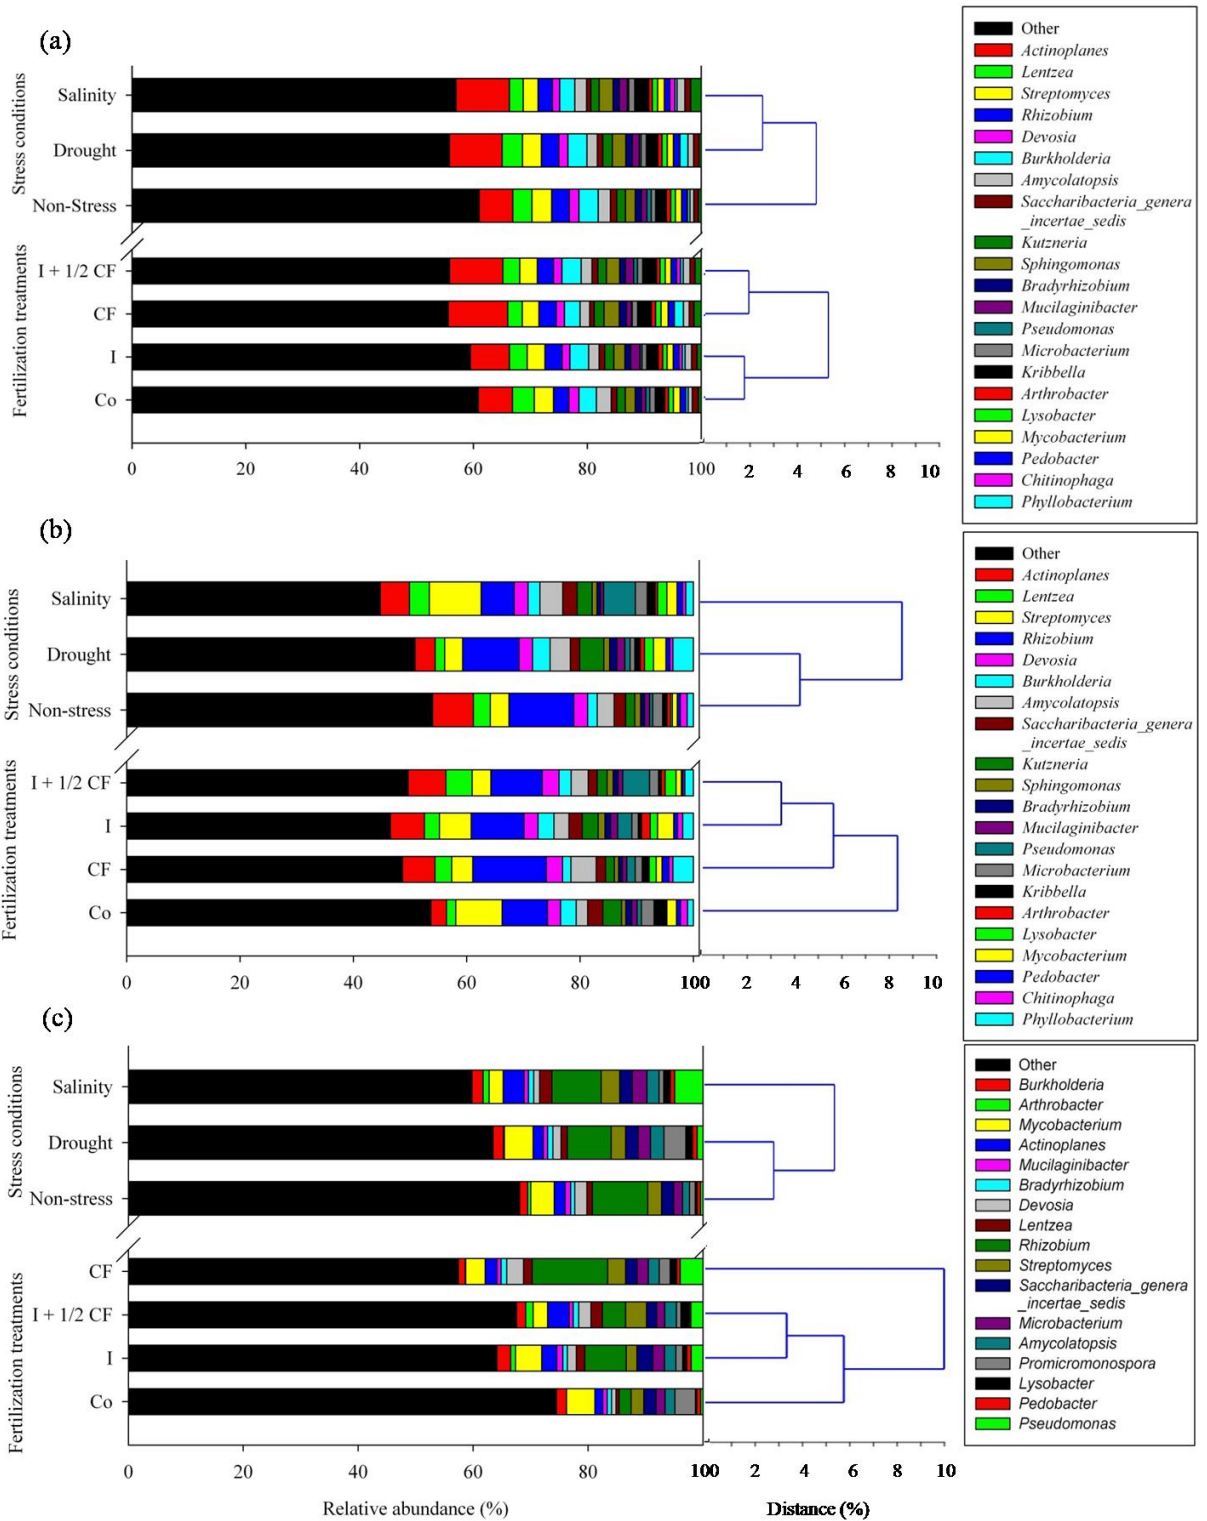 (a)
Stress conditions
Salinity
Drought
Non-Stress
Fertilization treatments
I + 1/2 CF
CF
I
Co
0 20 40 60 80 100 2 4 6 8 10
Other
Actinoplanes
Lentzea
Streptomyces
Rhizobium
Devosia
Burkholderia
Amycolatopsis
Saccharibacteria_genera
_incertae_sedis
Kutzneria
Sphingomonas
Bradyrhizobium
Mucilaginibacter
Pseudomonas
Microbacterium
Kribbella
Arthrobacter
Lysobacter
Mycobacterium
Pedobacter
Chitinophaga
Phyllobacterium
(b)
Stress conditions
Salinity
Drought
Non-stress
Fertilization treatments
I + 1/2 CF
I
CF
Co
0 20 40 60 80 100 2 4 6 8 10
Other
Actinoplanes
Lentzea
Streptomyces
Rhizobium
Devosia
Burkholderia
Amycolatopsis
Saccharibacteria_genera
_incertae_sedis
Kutzneria
Sphingomonas
Bradyrhizobium
Mucilaginibacter
Pseudomonas
Microbacterium
Kribbella
Arthrobacter
Lysobacter
Mycobacterium
Pedobacter
Chitinophaga
Phyllobacterium
(c)
Stress conditions
Salinity
Drought
Non-stress
Fertilization treatments
CF
I + 1/2 CF
I
Co
0 20 40 60 80 100 2 4 6 8 10
Relative abundance (%)
Distance (%)
Other
Burkholderia
Arthrobacter
Mycobacterium
Actinoplanes
Mucilaginibacter
Bradyrhizobium
Devosia
Lentzea
Rhizobium
Streptomyces
Saccharibacteria_genera
_incertae_sedis
Microbacterium
Amycolatopsis
Promicromonospora
Lysobacter
Pedobacter
Pseudomonas